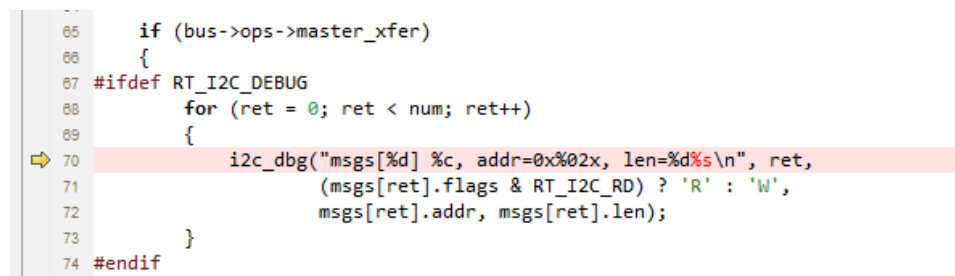 65 if (bus->ops->master_xfer)
66 {
67 #ifdef RT_I2C_DEBUG
68 for (ret = 0; ret < num; ret++)
69 {
70 i2c_dbg("msgs[%d] %c, addr=0x%02x, len=%d%s\n", ret,
71 (msgs[ret].flags & RT_I2C_RD) ? 'R' : 'W',
72 msgs[ret].addr, msgs[ret].len);
73 }
74 #endif